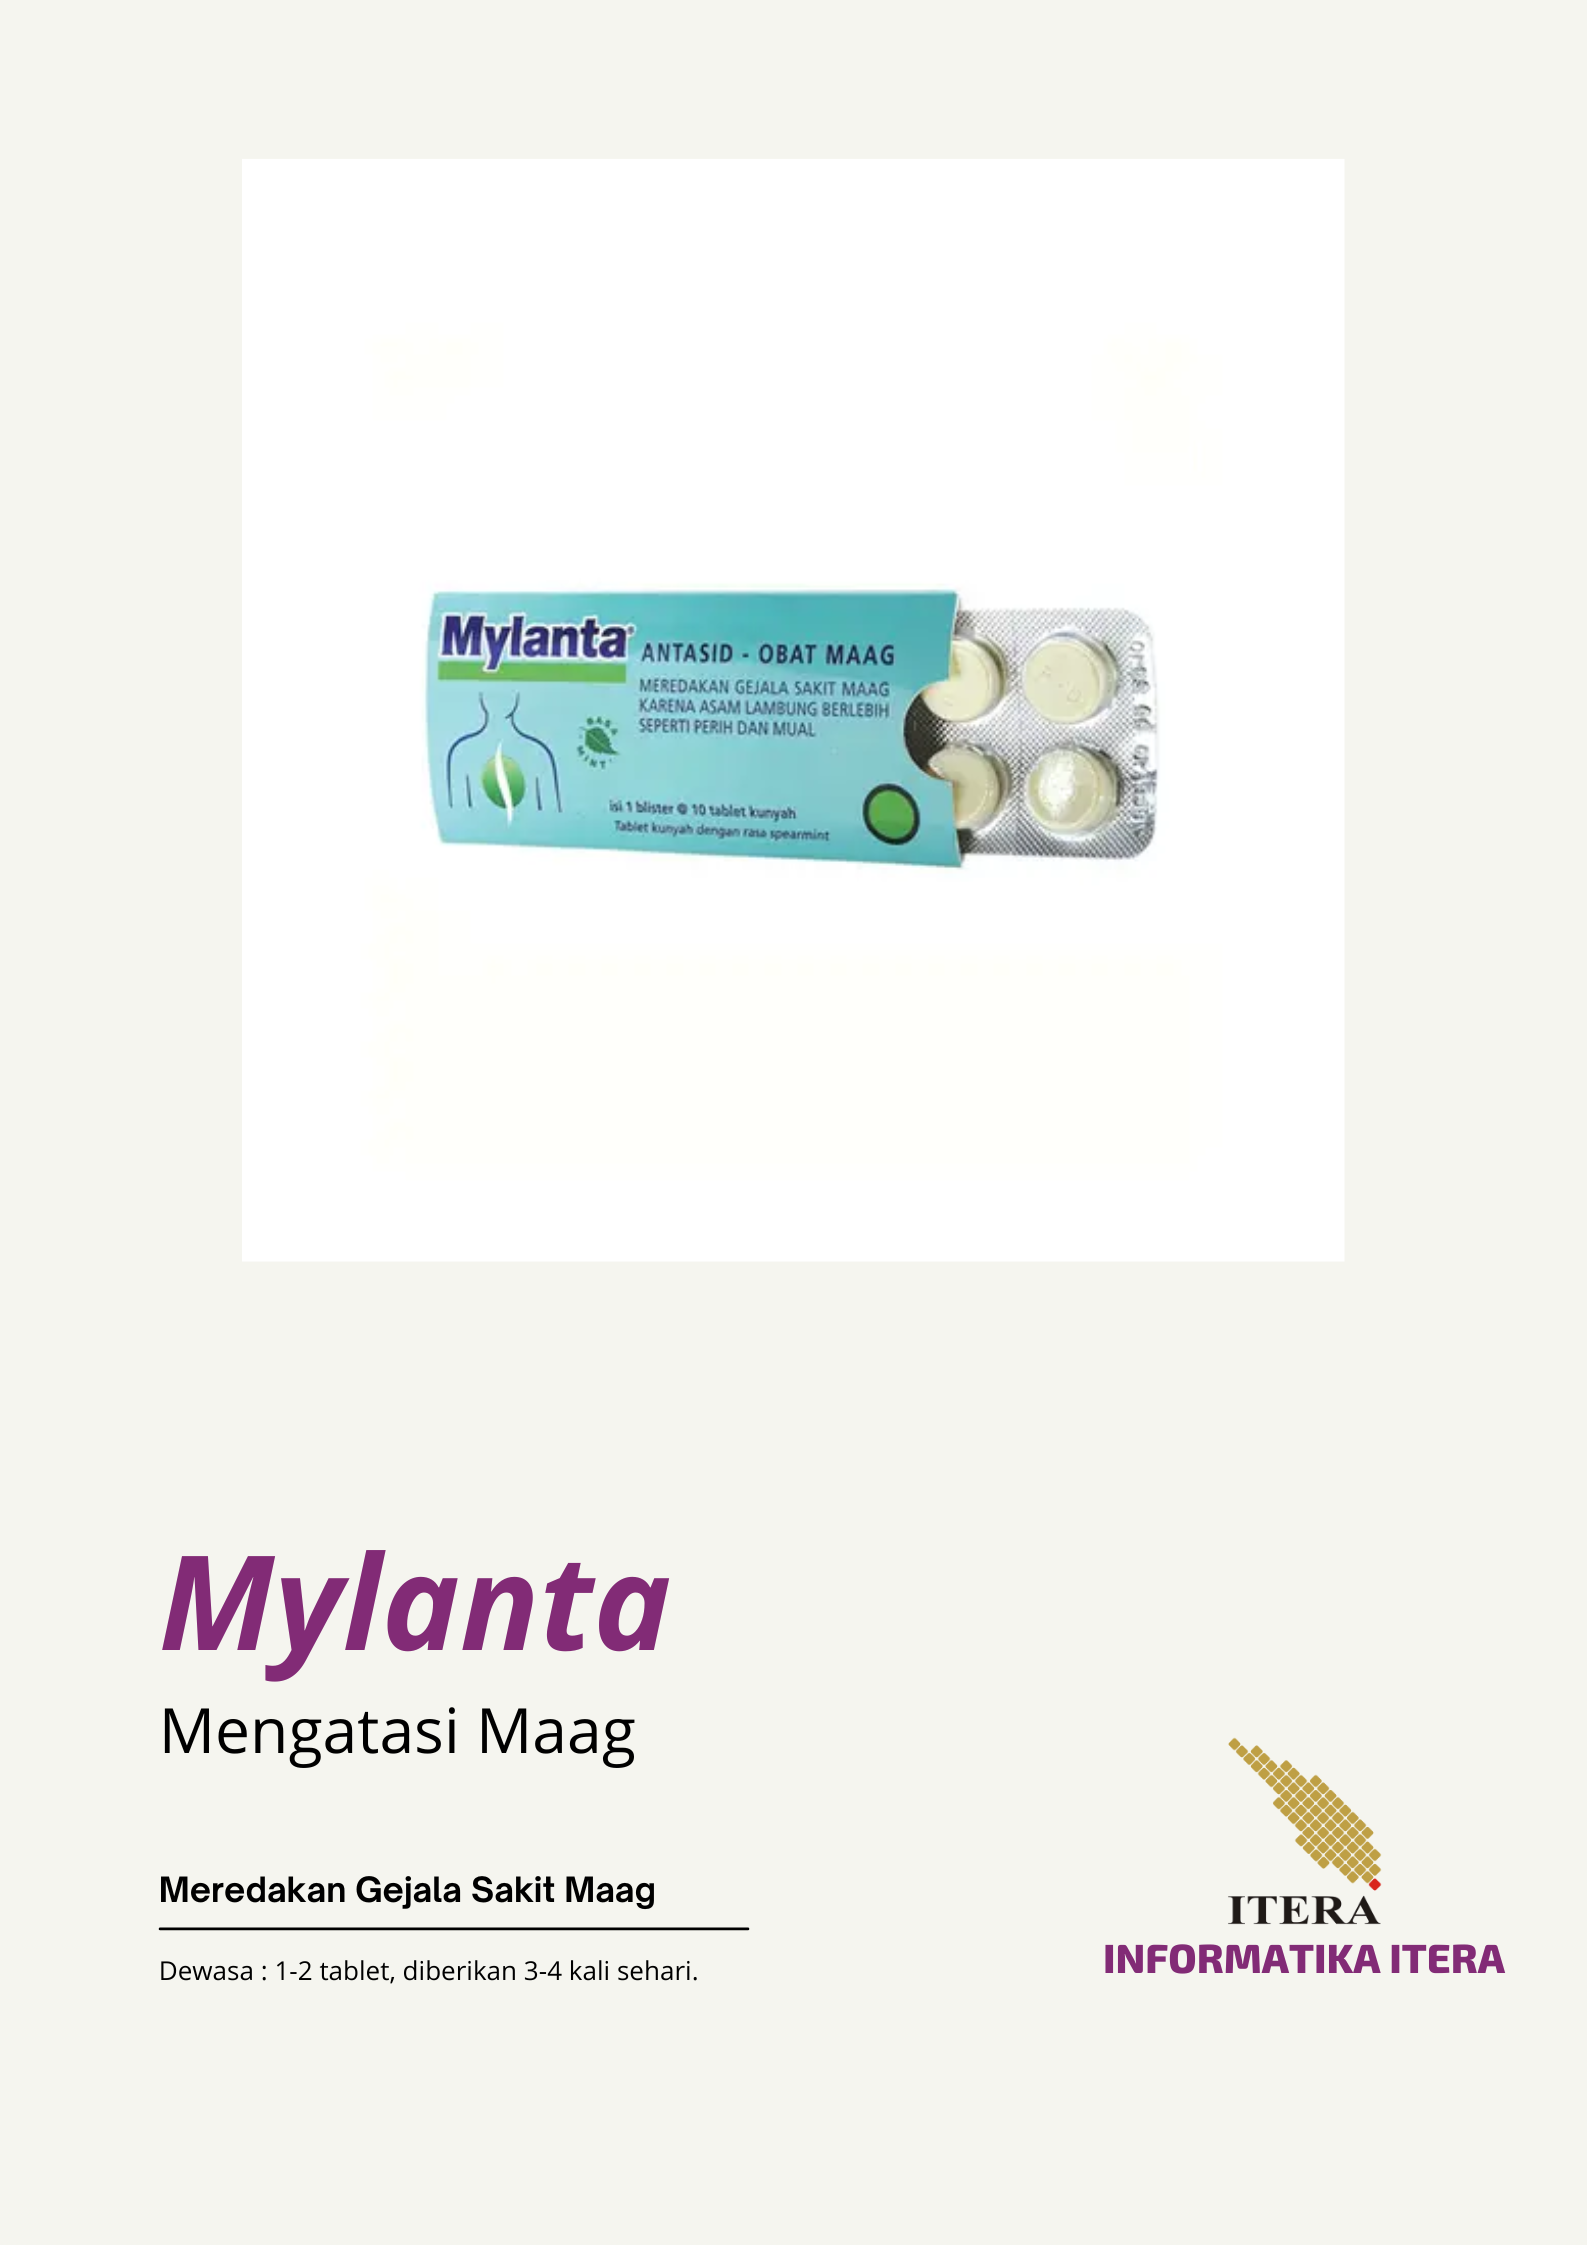 Mylanta
ANTASID - OBAT MAAG
MEREDAKAN GEJALA SAKIT MAAG
KARENA ASAM LAMBUNG BERLEBIH
SEPERTI PERIH DAN MUAL
RASA
MINT
isi 1 blister @ 10 tablet kunyah
Tablet kunyah dengan rasa spearmint
Mylanta
Mengatasi Maag
Meredakan Gejala Sakit Maag
Dewasa : 1-2 tablet, diberikan 3-4 kali sehari.
ITERA
INFORMATIKA ITERA